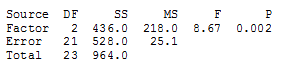 Source DF SS MS F P
Factor 2 436.0 218.0 8.67 0.002
Error 21 528.0 25.1
Total 23 964.0